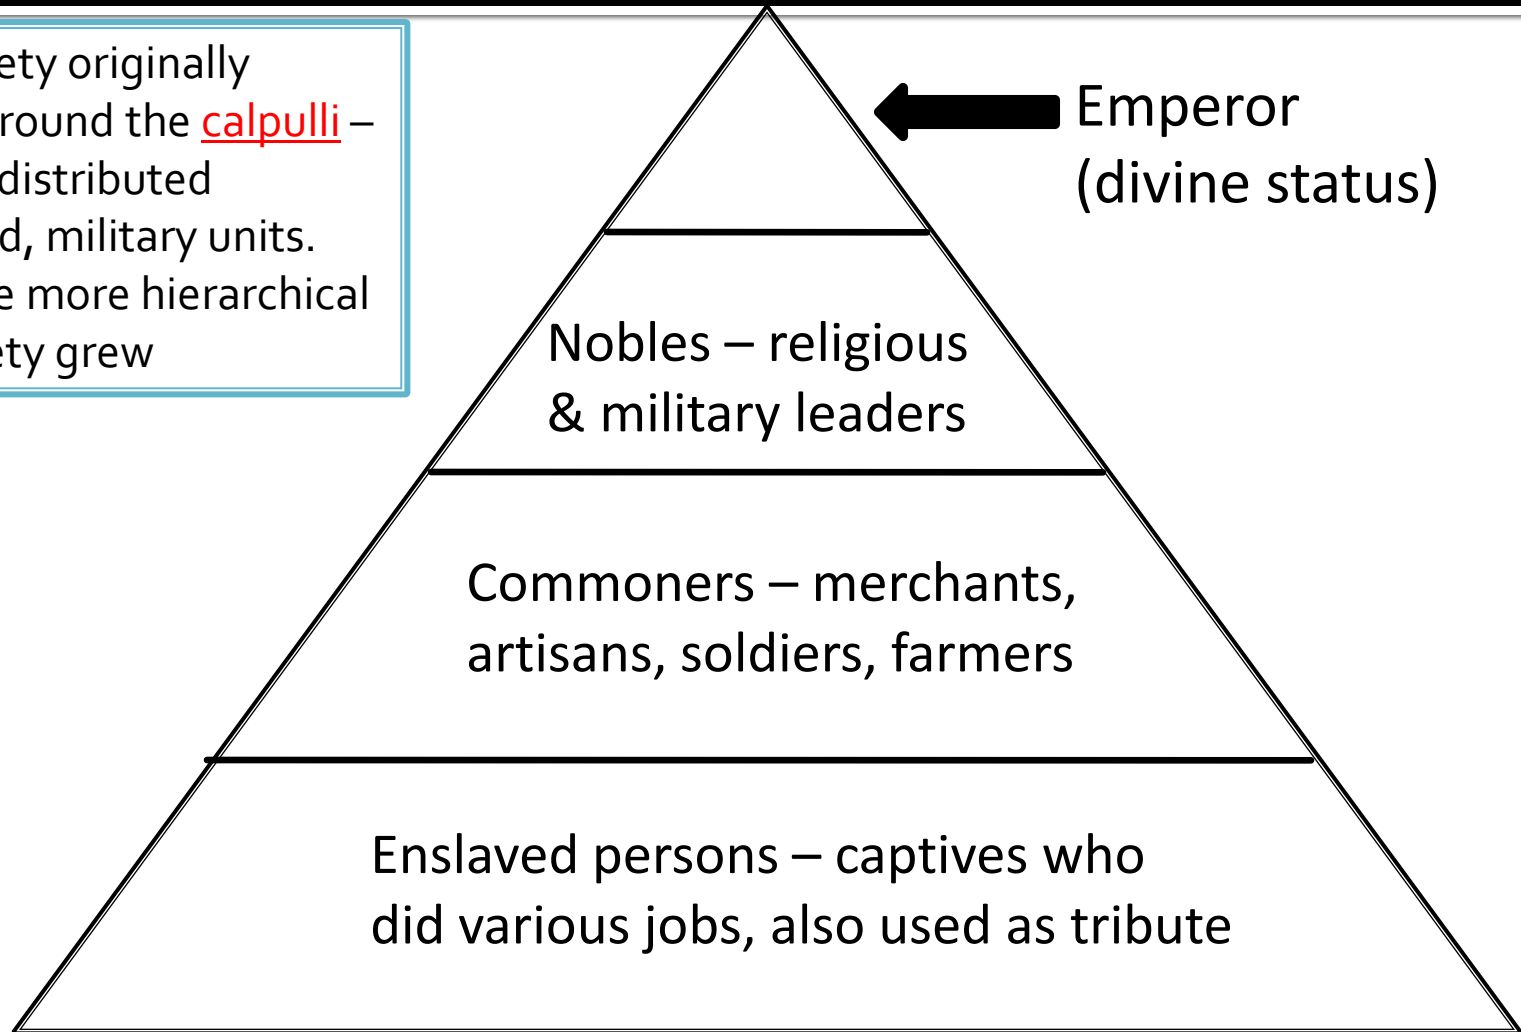 ety originally
round the calpulli –
distributed
d, military units.
e more hierarchical
ety grew
Emperor
(divine status)
Nobles – religious
& military leaders
Commoners – merchants,
artisans, soldiers, farmers
Enslaved persons – captives who
did various jobs, also used as tribute